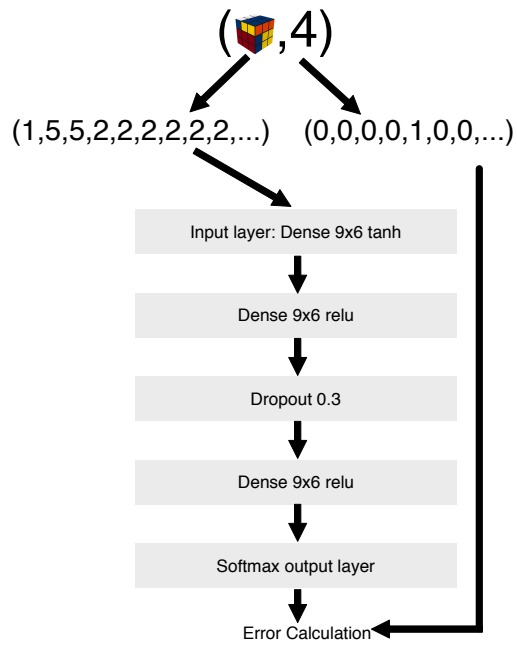 ( ,4)
(1,5,5,2,2,2,2,2,2,...) (0,0,0,0,1,0,0,...)
Input layer: Dense 9x6 tanh
Dense 9x6 relu
Dropout 0.3
Dense 9x6 relu
Softmax output layer
Error Calculation